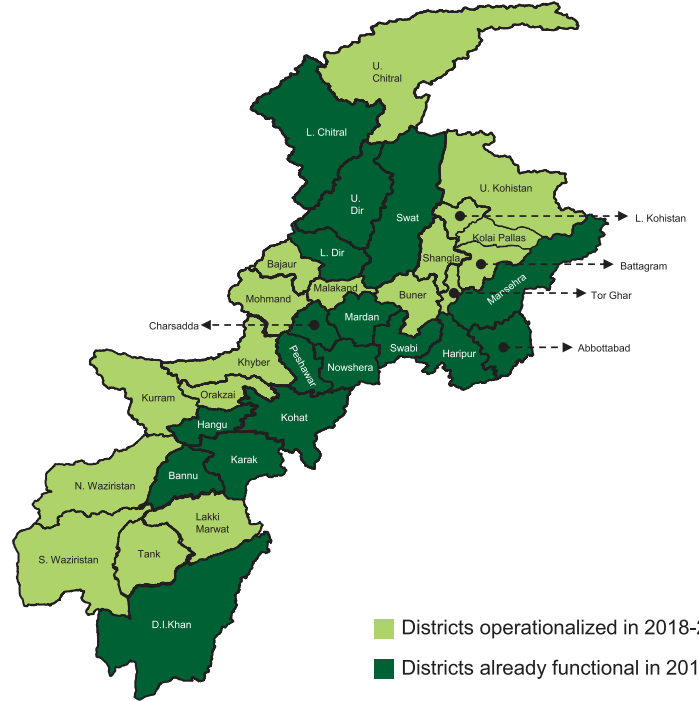 U.
Chitral
L. Chitral
U. Kohistan
U.
Dir
Swat
L. Kohistan
Kolai Pallas
L. Dir
Shangla
Bajaur
Battagram
Malakand
Mansehra
Buner
Mohmand
Tor Ghar
Mardan
Charsadda
Abbottabad
Swabi
Haripur
Peshawar
Khyber
Nowshera
Orakzai
Kurram
Kohat
Hangu
Karak
Bannu
N. Waziristan
Lakki
Marwat
Tank
S. Waziristan
D.I.Khan
Districts operationalized in 2018-
Districts already functional in 201